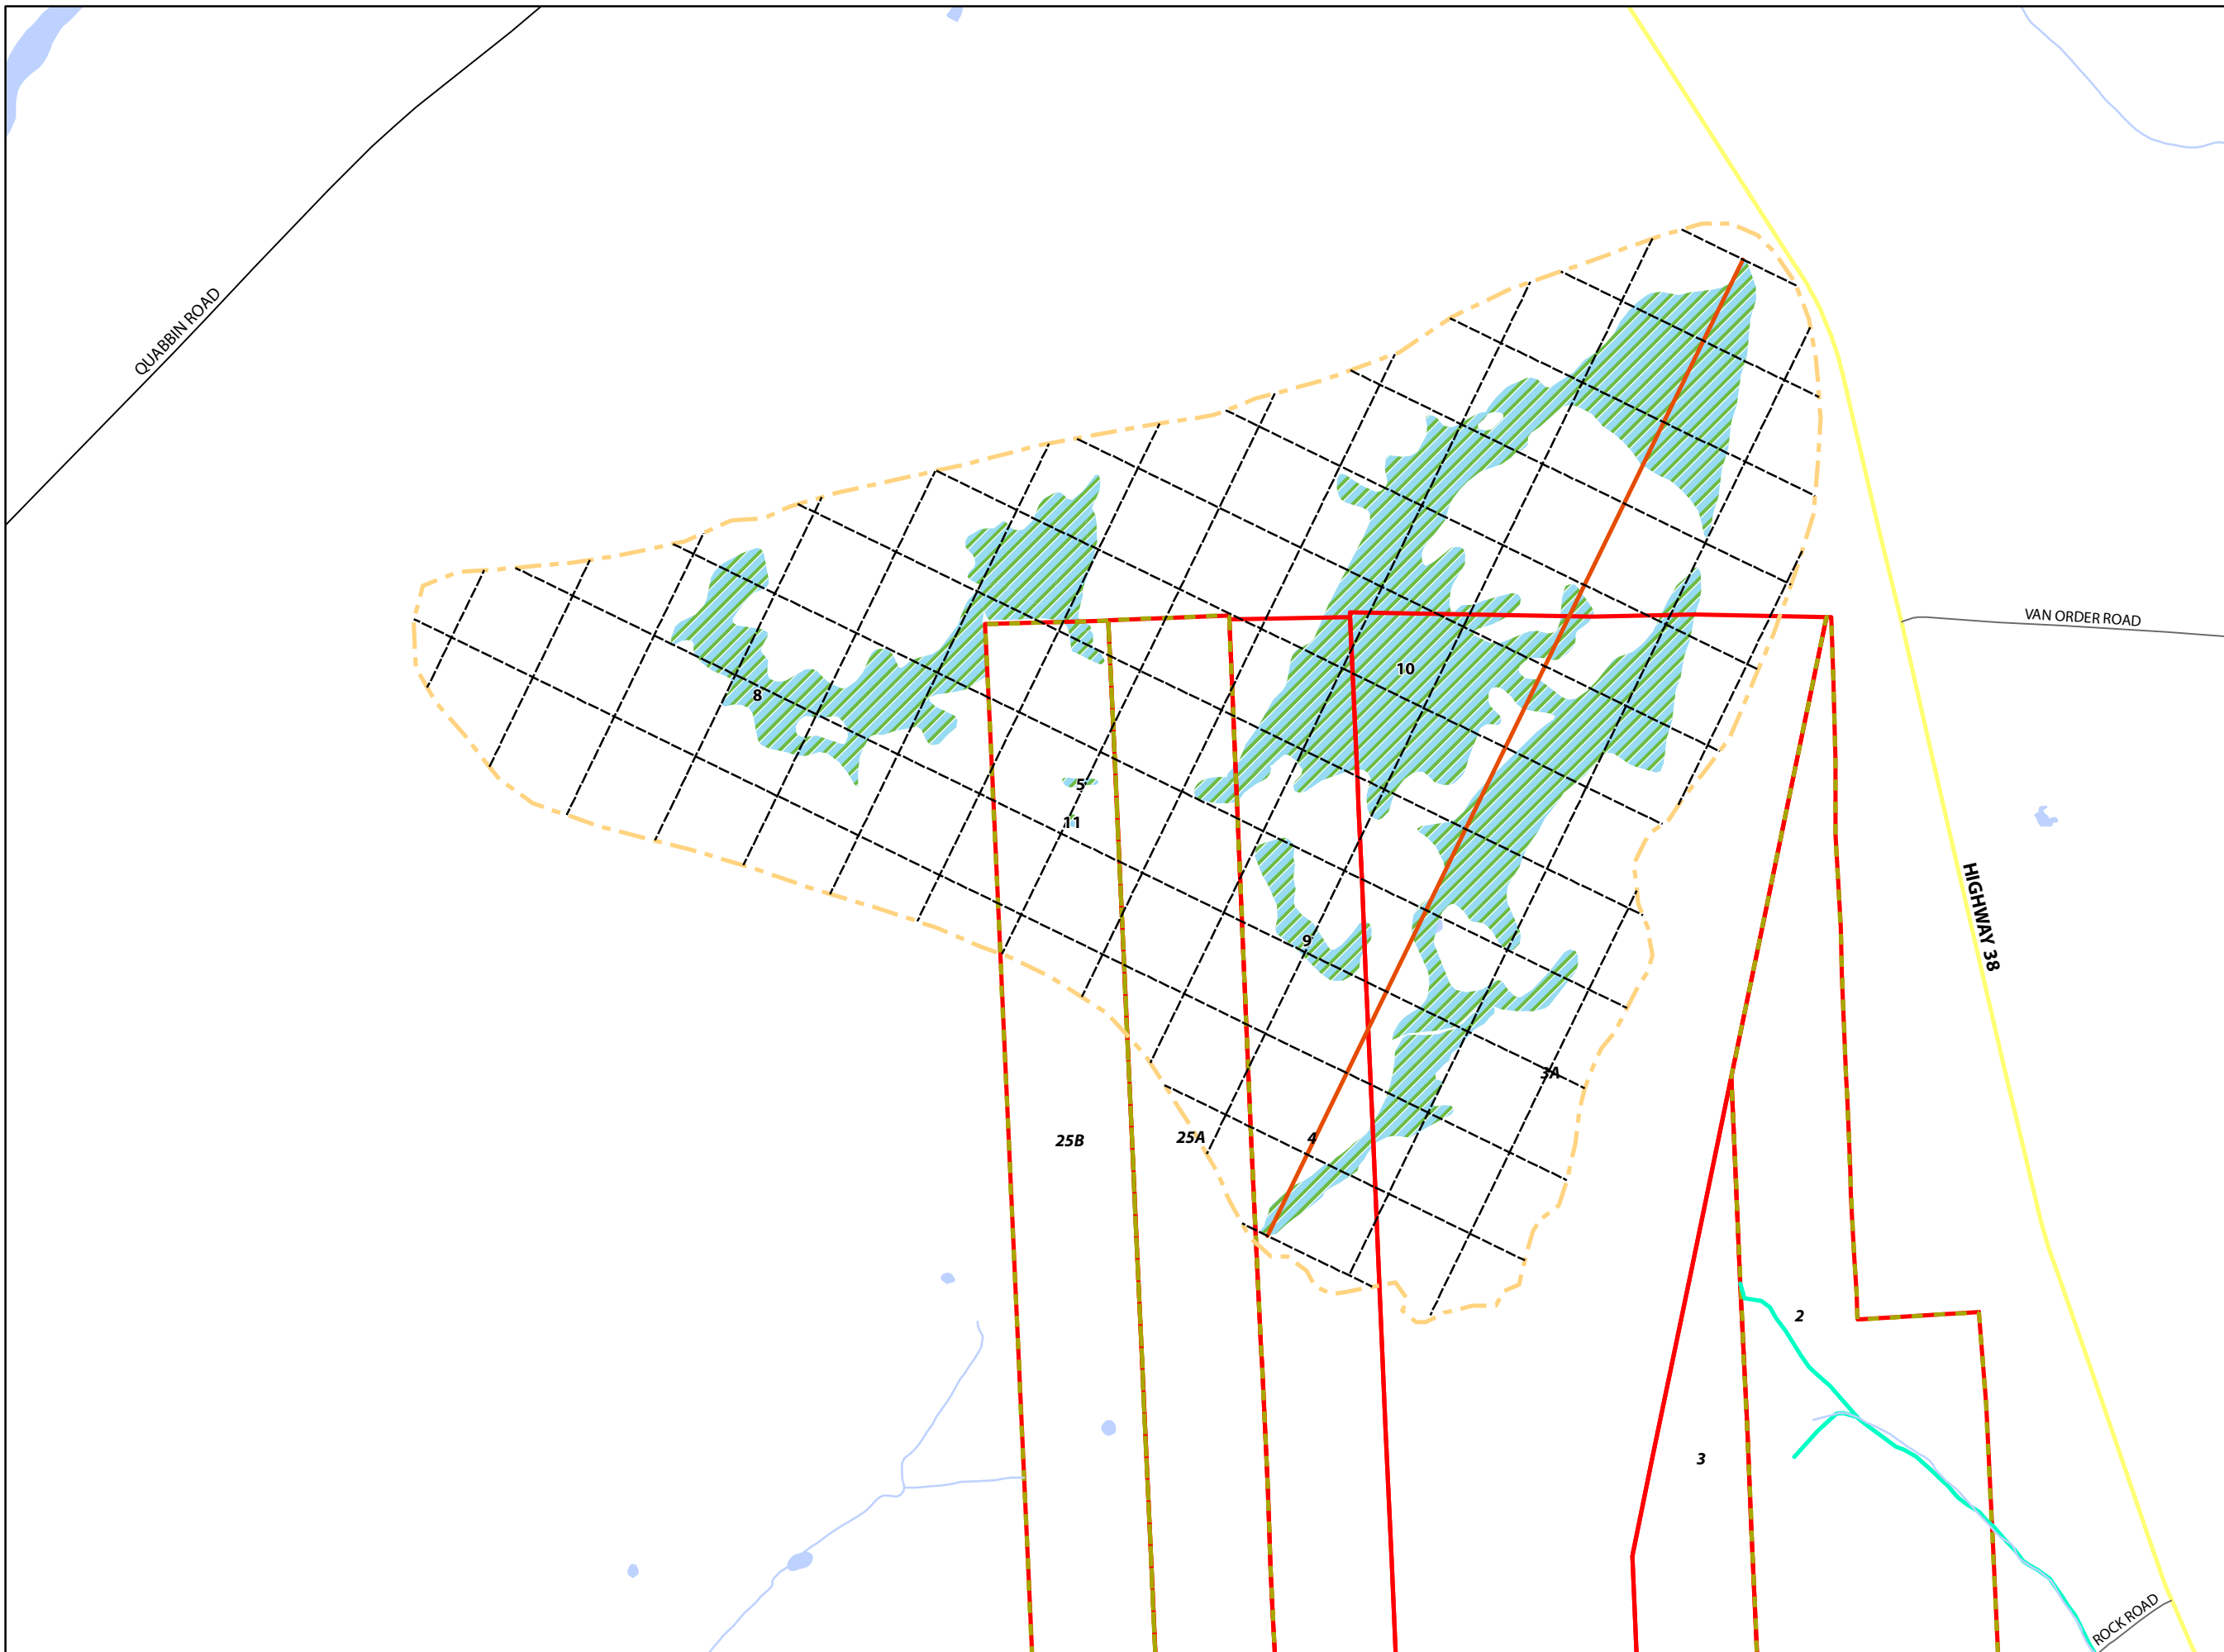 QUABBIN ROAD
VAN ORDER ROAD
10
8
5
11
HIGHWAY 38
9
3A
25B
25A
4
2
3
ROCK ROAD